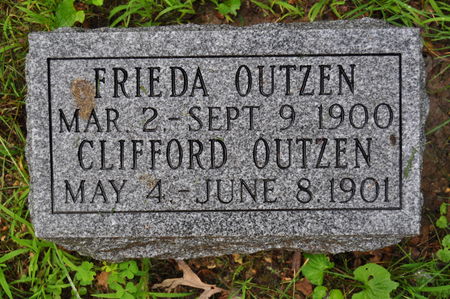 FRIEDA OUTZEN
MAR. 2.-SEPT. 9. 1900
CLIFFORD OUTZEN
MAY 4.-JUNE 8. 1901